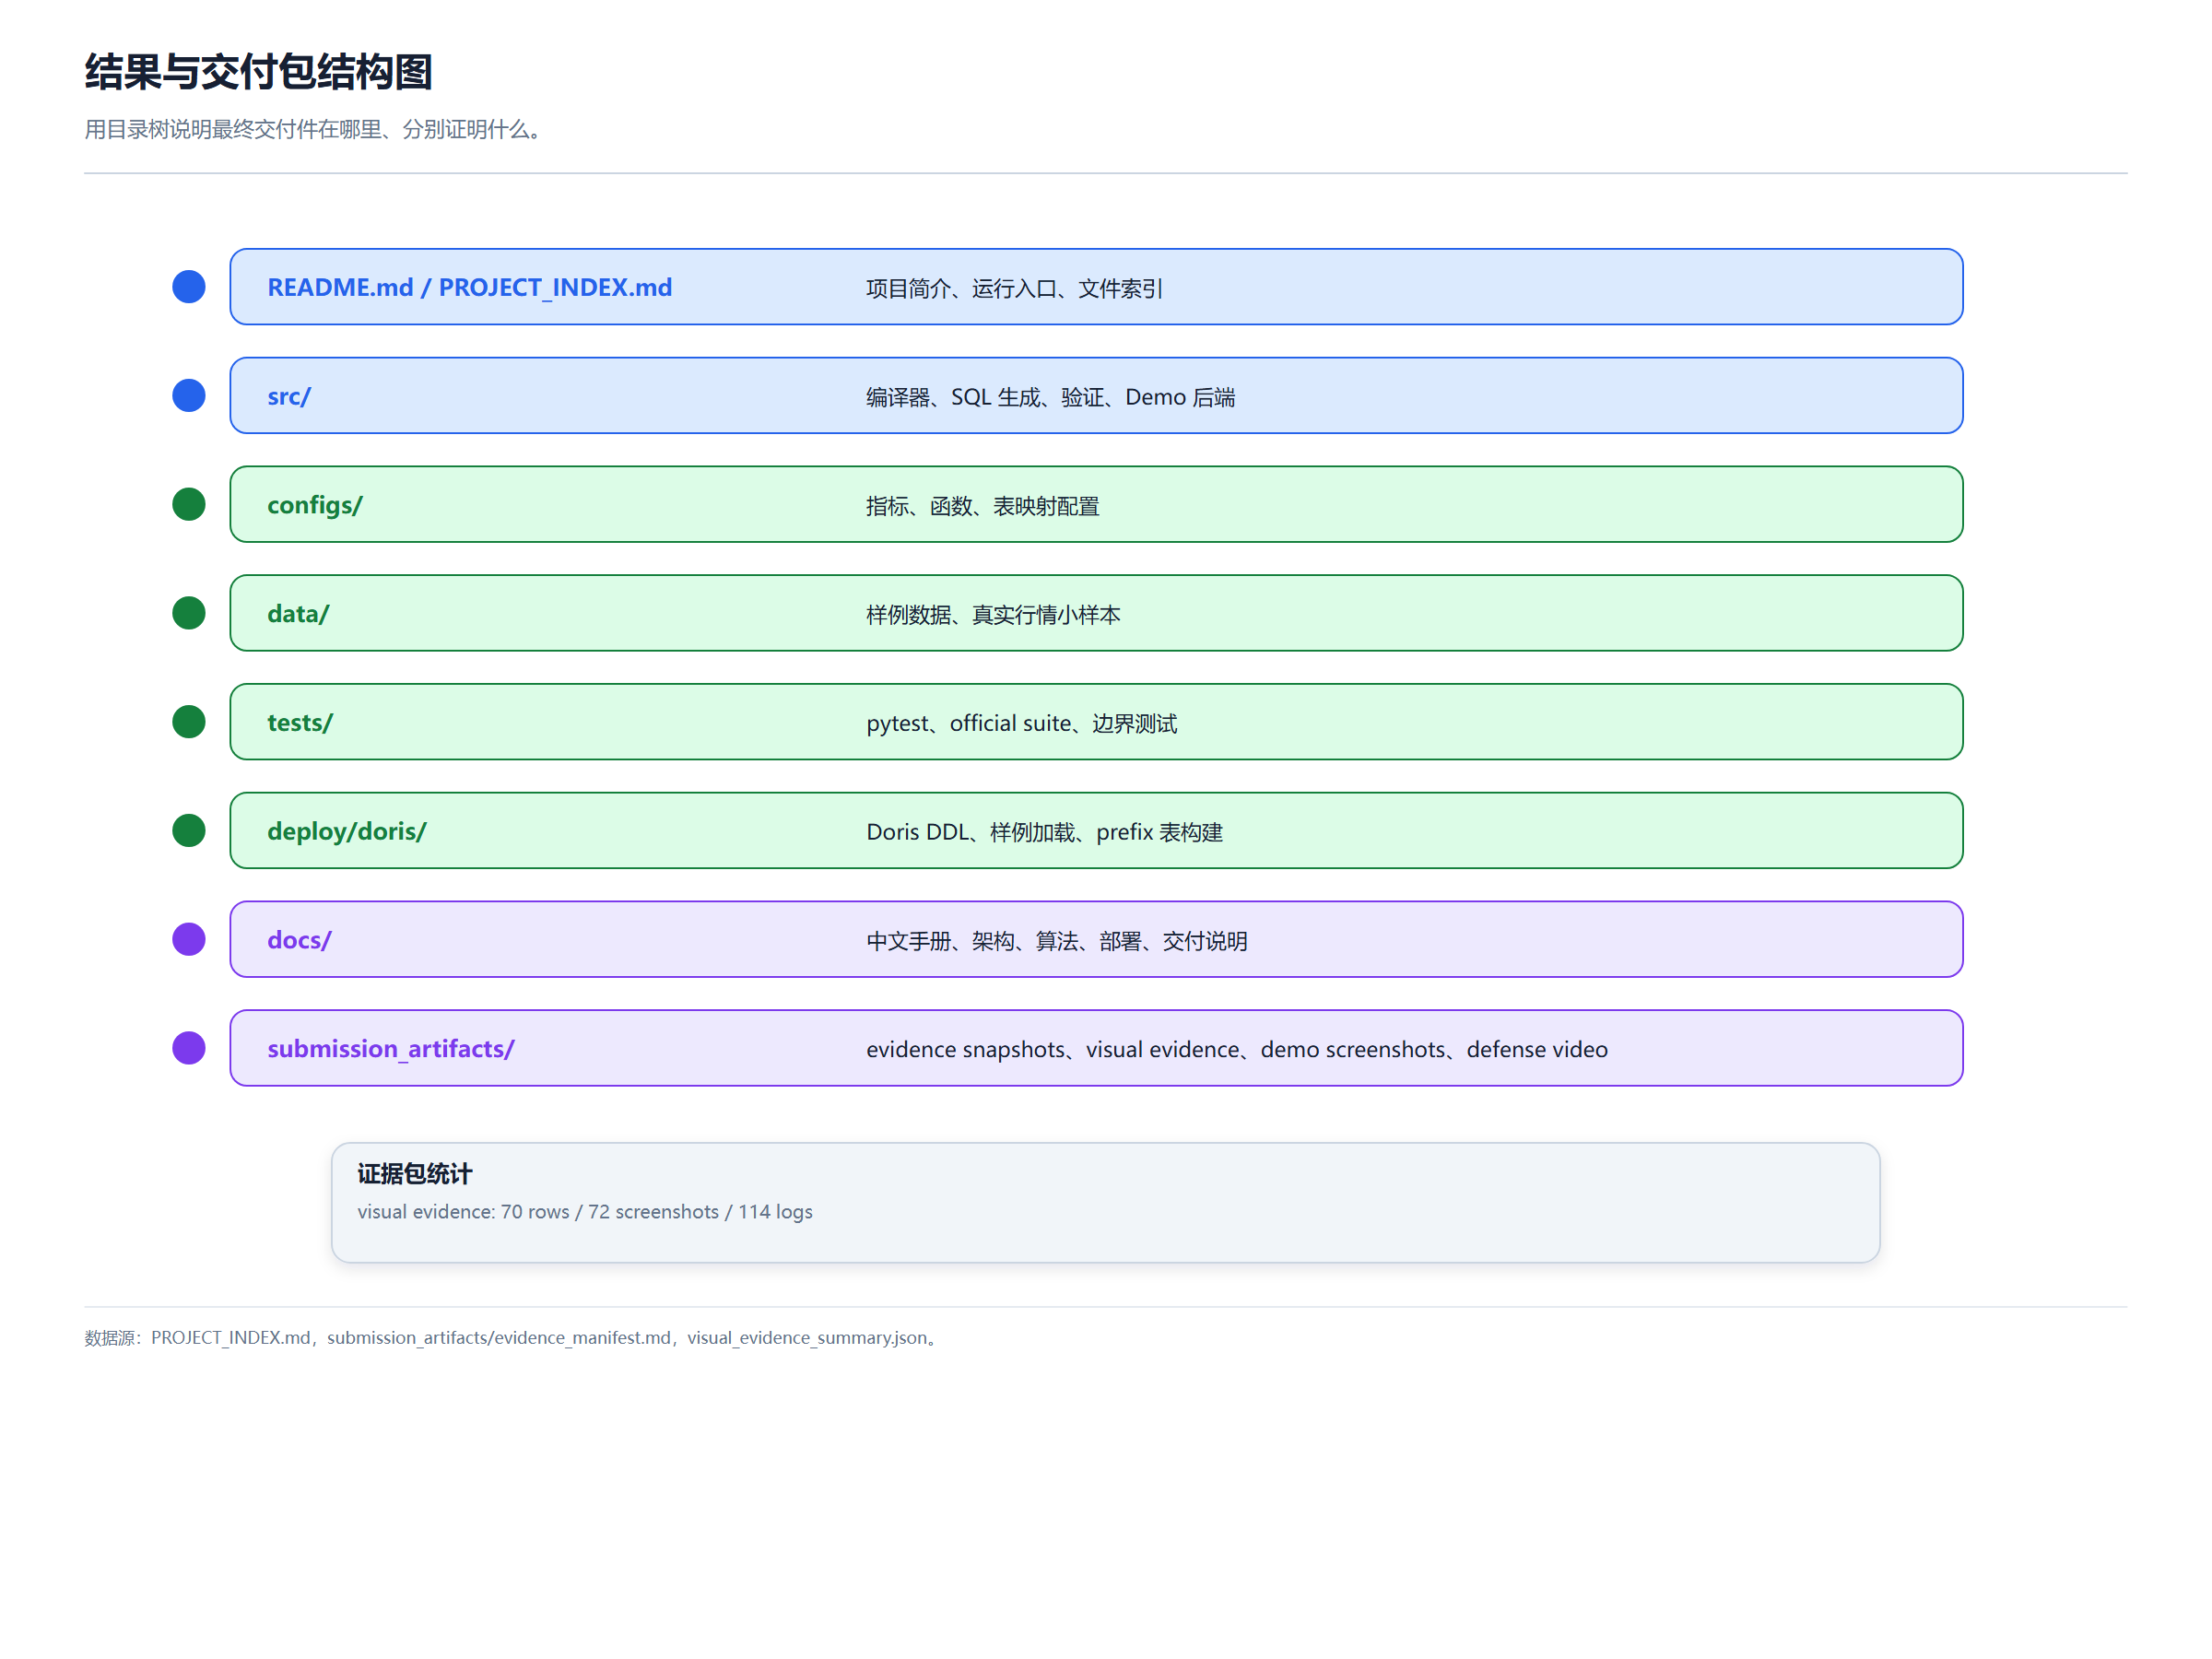 结果与交付包结构图
用目录树说明最终交付件在哪里、分别证明什么。
README.md / PROJECT_INDEX.md 项目简介、运行入口、文件索引
src/ 编译器、SQL 生成、验证、Demo 后端
configs/ 指标、函数、表映射配置
data/ 样例数据、真实行情小样本
tests/ pytest、official suite、边界测试
deploy/doris/ Doris DDL、样例加载、prefix 表构建
docs/ 中文手册、架构、算法、部署、交付说明
submission_artifacts/ evidence snapshots、visual evidence、demo screenshots、defense video
证据包统计
visual evidence: 70 rows / 72 screenshots / 114 logs
数据源：PROJECT_INDEX.md，submission_artifacts/evidence_manifest.md，visual_evidence_summary.json。